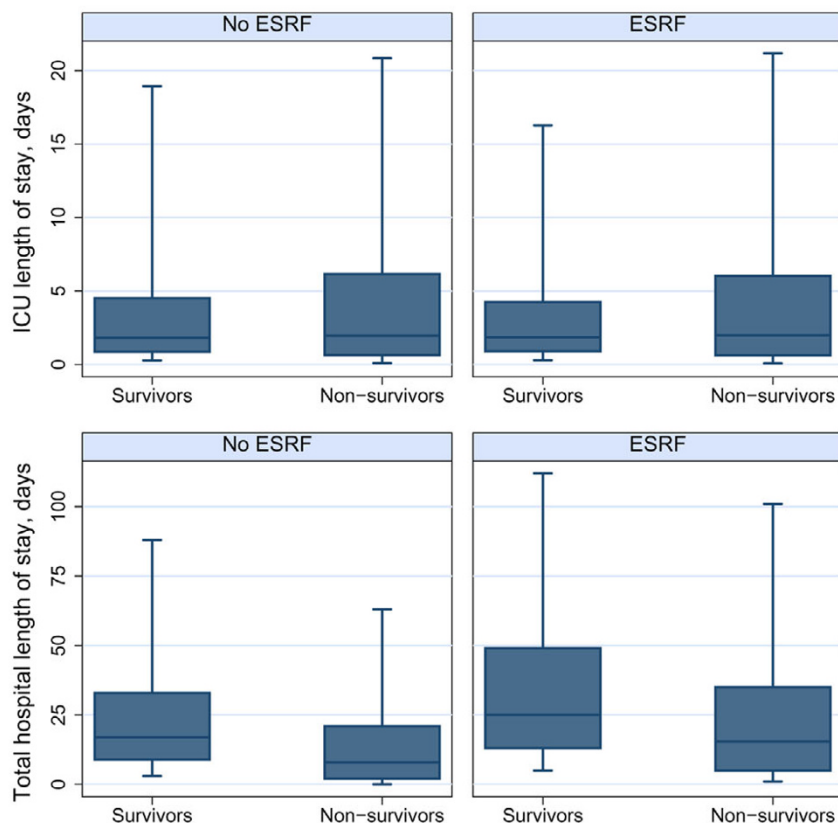 No ESRF
ESRF
ICU length of stay, days
20
15
10
5
0
Survivors
Non-survivors
Survivors
Non-survivors
No ESRF
ESRF
Total hospital length of stay, days
100
75
50
25
0
Survivors
Non-survivors
Survivors
Non-survivors